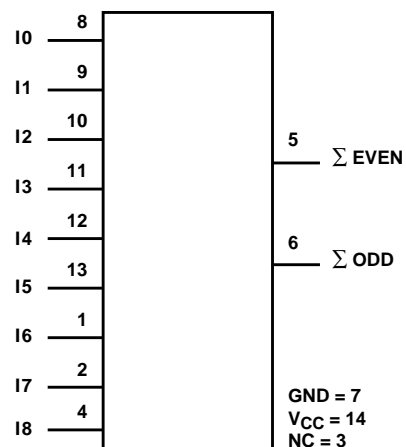 I0 8
I1 9
I2 10
I3 11
I4 12
I5 13
I6 1
I7 2
I8 4
5 Σ EVEN
6 Σ ODD
GND = 7
VCC = 14
NC = 3